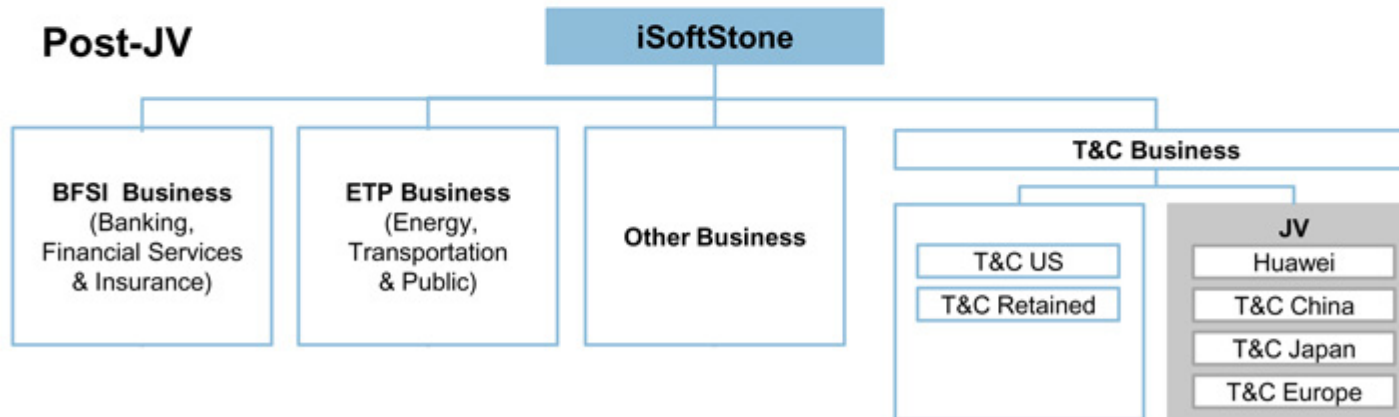 Post-JV
iSoftStone
BFSI Business
(Banking,
Financial Services
& Insurance)
ETP Business
(Energy,
Transportation
& Public)
Other Business
T&C Business
T&C US
T&C Retained
JV
Huawei
T&C China
T&C Japan
T&C Europe